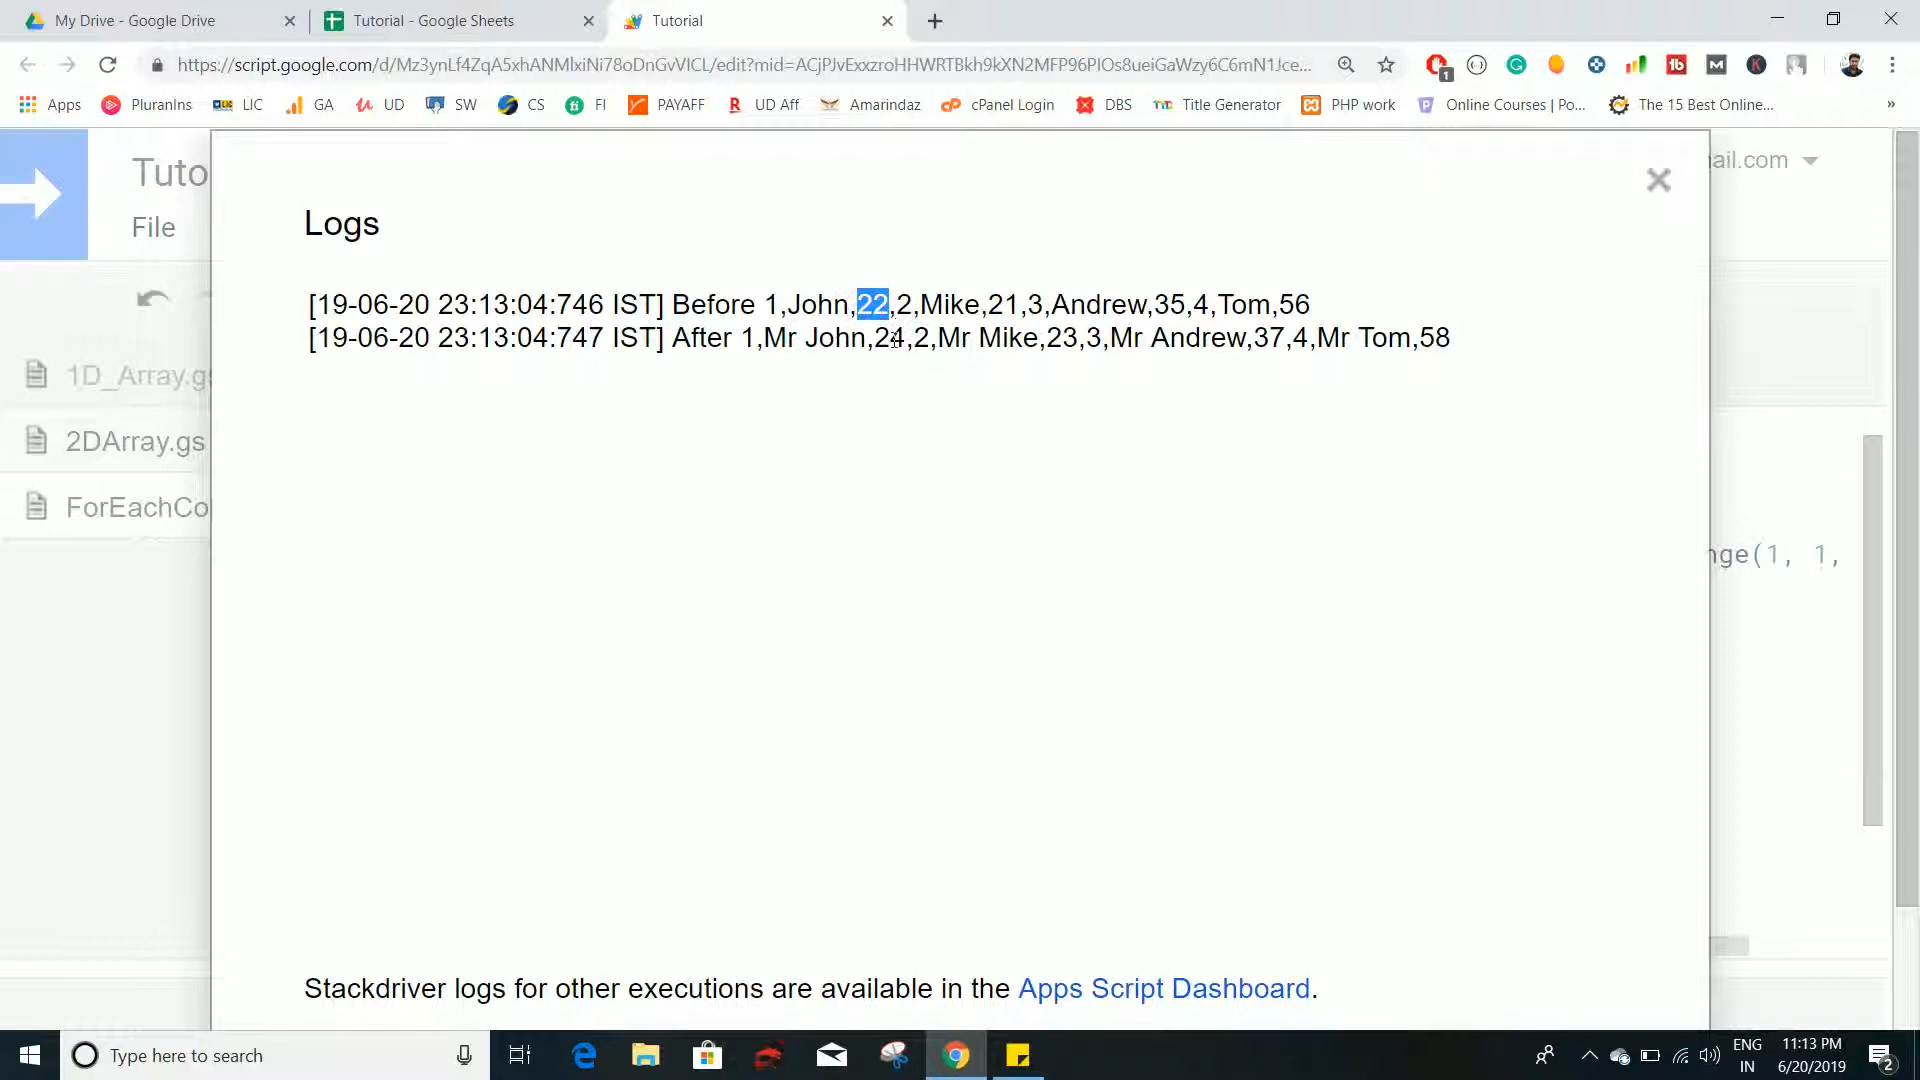 My Drive - Google Drive
Tutorial - Google Sheets
Tutorial
https://script.google.com/d/Mz3ynLf4ZqA5xhANMlxiNi78oDnGvVICL/edit?mid=ACjPJvExxzroHHWRTBkh9kXN2MFP96PIOs8ueiGaWzy6C6mN1Jce...
1
Apps PluranIns LIC GA UD SW CS FI PAYAFF UD Aff Amarindaz cPanel Login DBS Title Generator PHP work Online Courses | Po... The 15 Best Online... »
Tuto
ail.com
File
Logs
[19-06-20 23:13:04:746 IST] Before 1,John,22,2,Mike,21,3,Andrew,35,4,Tom,56
[19-06-20 23:13:04:747 IST] After 1,Mr John,24,2,Mr Mike,23,3,Mr Andrew,37,4,Mr Tom,58
1D_Array.g
2DArray.gs
ForEachCo
nge(1, 1,
Stackdriver logs for other executions are available in the Apps Script Dashboard.
Type here to search
ENG
IN
11:13 PM
6/20/2019
2